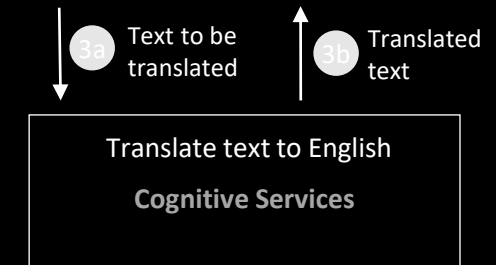 3a
Text to be
translated
3b
Translated
text
Translate text to English
Cognitive Services